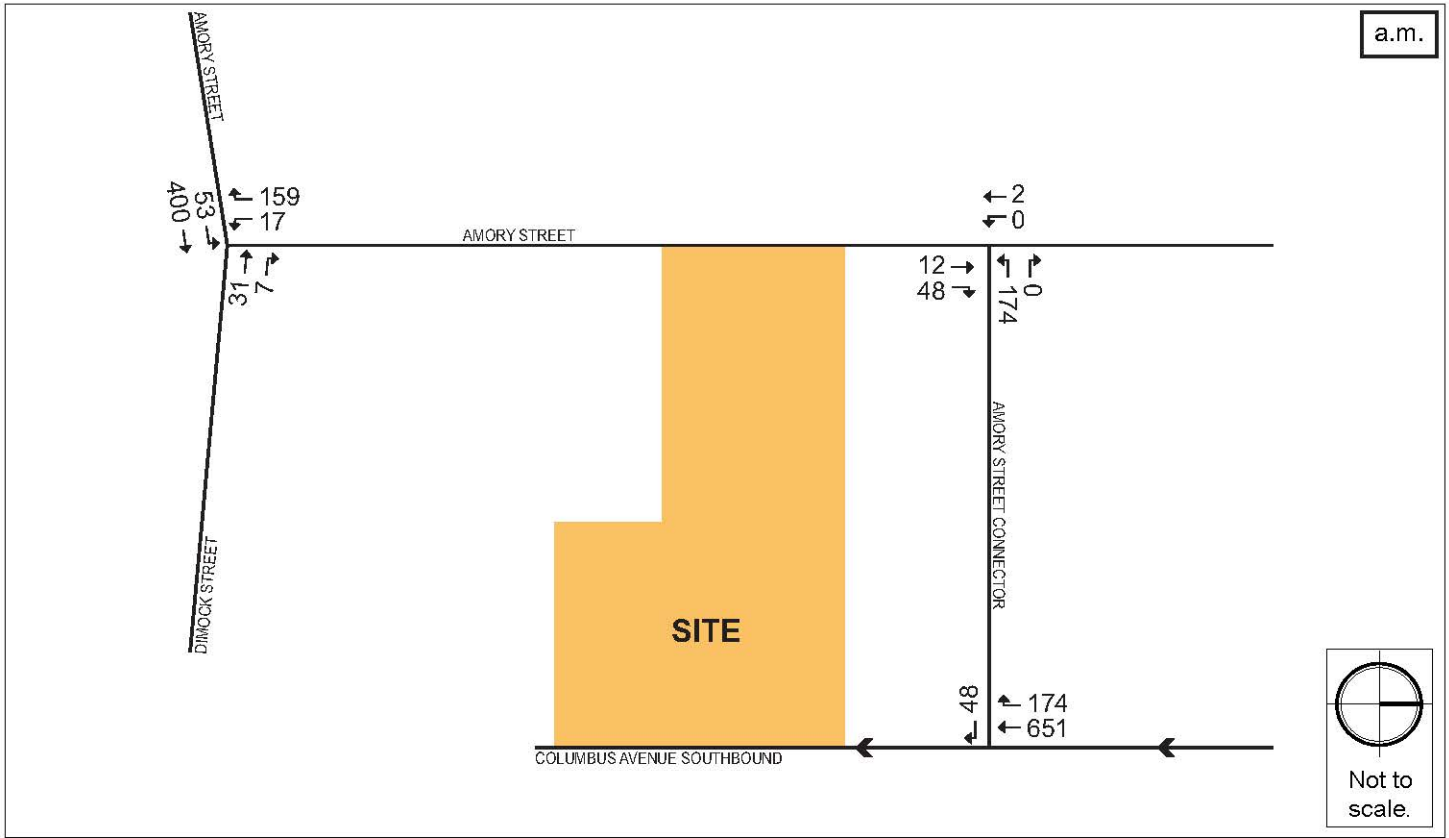 a.m.
AMORY STREET
400
53
159
17
AMORY STREET
31
7
2
0
12
48
174
0
AMORY STREET CONNECTOR
DIMOCK STREET
SITE
48
174
651
COLUMBUS AVENUE SOUTHBOUND
Not to
scale.